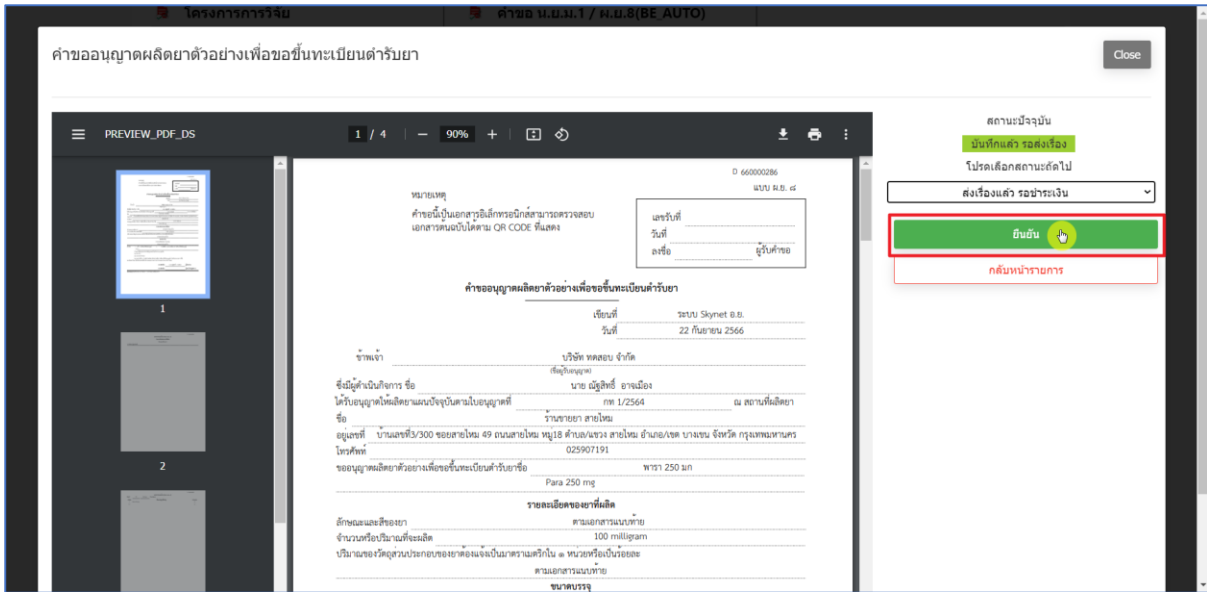 โครงการการวิจัย
คำขอ น.ย.ม.1 / ผ.ย.8(BE_AUTO)
คำขออนุญาตผลิตยาตัวอย่างเพื่อขอขึ้นทะเบียนตำรับยา
Close
PREVIEW_PDF_DS
1 / 4
90%
สถานะปัจจุบัน
บันทึกแล้ว รอส่งเรื่อง
โปรดเลือกสถานะถัดไป
ส่งเรื่องแล้ว รอชำระเงิน
ยืนยัน
กลับหน้ารายการ
1
2
D 660000286
แบบ ผ.ย. ๘
หมายเหตุ
คำขอนี้เป็นเอกสารอิเล็กทรอนิกส์สามารถตรวจสอบ
เอกสารต้นฉบับได้ตาม QR CODE ที่แสดง
เลขรับที่
วันที่
ลงชื่อ ผู้รับคำขอ
คำขออนุญาตผลิตยาตัวอย่างเพื่อขอขึ้นทะเบียนตำรับยา
เขียนที่ ระบบ Skynet อ.ย.
วันที่ 22 กันยายน 2566
ข้าพเจ้า บริษัท ทดสอบ จำกัด
(ชื่อผู้รับอนุญาต)
ซึ่งมีผู้ดำเนินกิจการ ชื่อ นาย ณัฐสิทธิ์ อาจเมือง
ได้รับอนุญาตให้ผลิตยาแผนปัจจุบันตามใบอนุญาตที่ กท 1/2564 ณ สถานที่ผลิตยา
ชื่อ ร้านขายยา สายไหม
อยู่เลขที่ บ้านเลขที่3/300 ซอยสายไหม 49 ถนนสายไหม หมู่18 ตำบล/แขวง สายไหม อำเภอ/เขต บางเขน จังหวัด กรุงเทพมหานคร
โทรศัพท์ 025907191
ขออนุญาตผลิตยาตัวอย่างเพื่อขอขึ้นทะเบียนตำรับยาชื่อ พารา 250 มก
Para 250 mg
รายละเอียดของยาที่ผลิต
ลักษณะและสีของยา ตามเอกสารแนบท้าย
จำนวนหรือปริมาณที่จะผลิต 100 milligram
ปริมาณของวัตถุส่วนประกอบของยาต้องแจ้งเป็นมาตราเมตริกใน ๑ หน่วยหรือเป็นร้อยละ
ตามเอกสารแนบท้าย
ขนาดบรรจุ